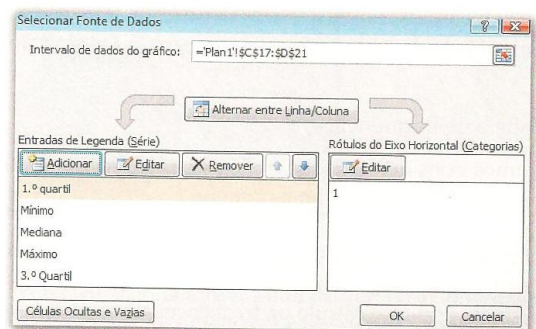 Selecionar Fonte de Dados
Intervalo de dados do gráfico: ='Plan1'!$C$17:$D$21
Alternar entre Linha/Coluna
Entradas de Legenda (Série)
Adicionar Editar Remover
1.º quartil
Mínimo
Mediana
Máximo
3.º Quartil
Rótulos do Eixo Horizontal (Categorias)
Editar
1
Células Ocultas e Vazias
OK Cancelar